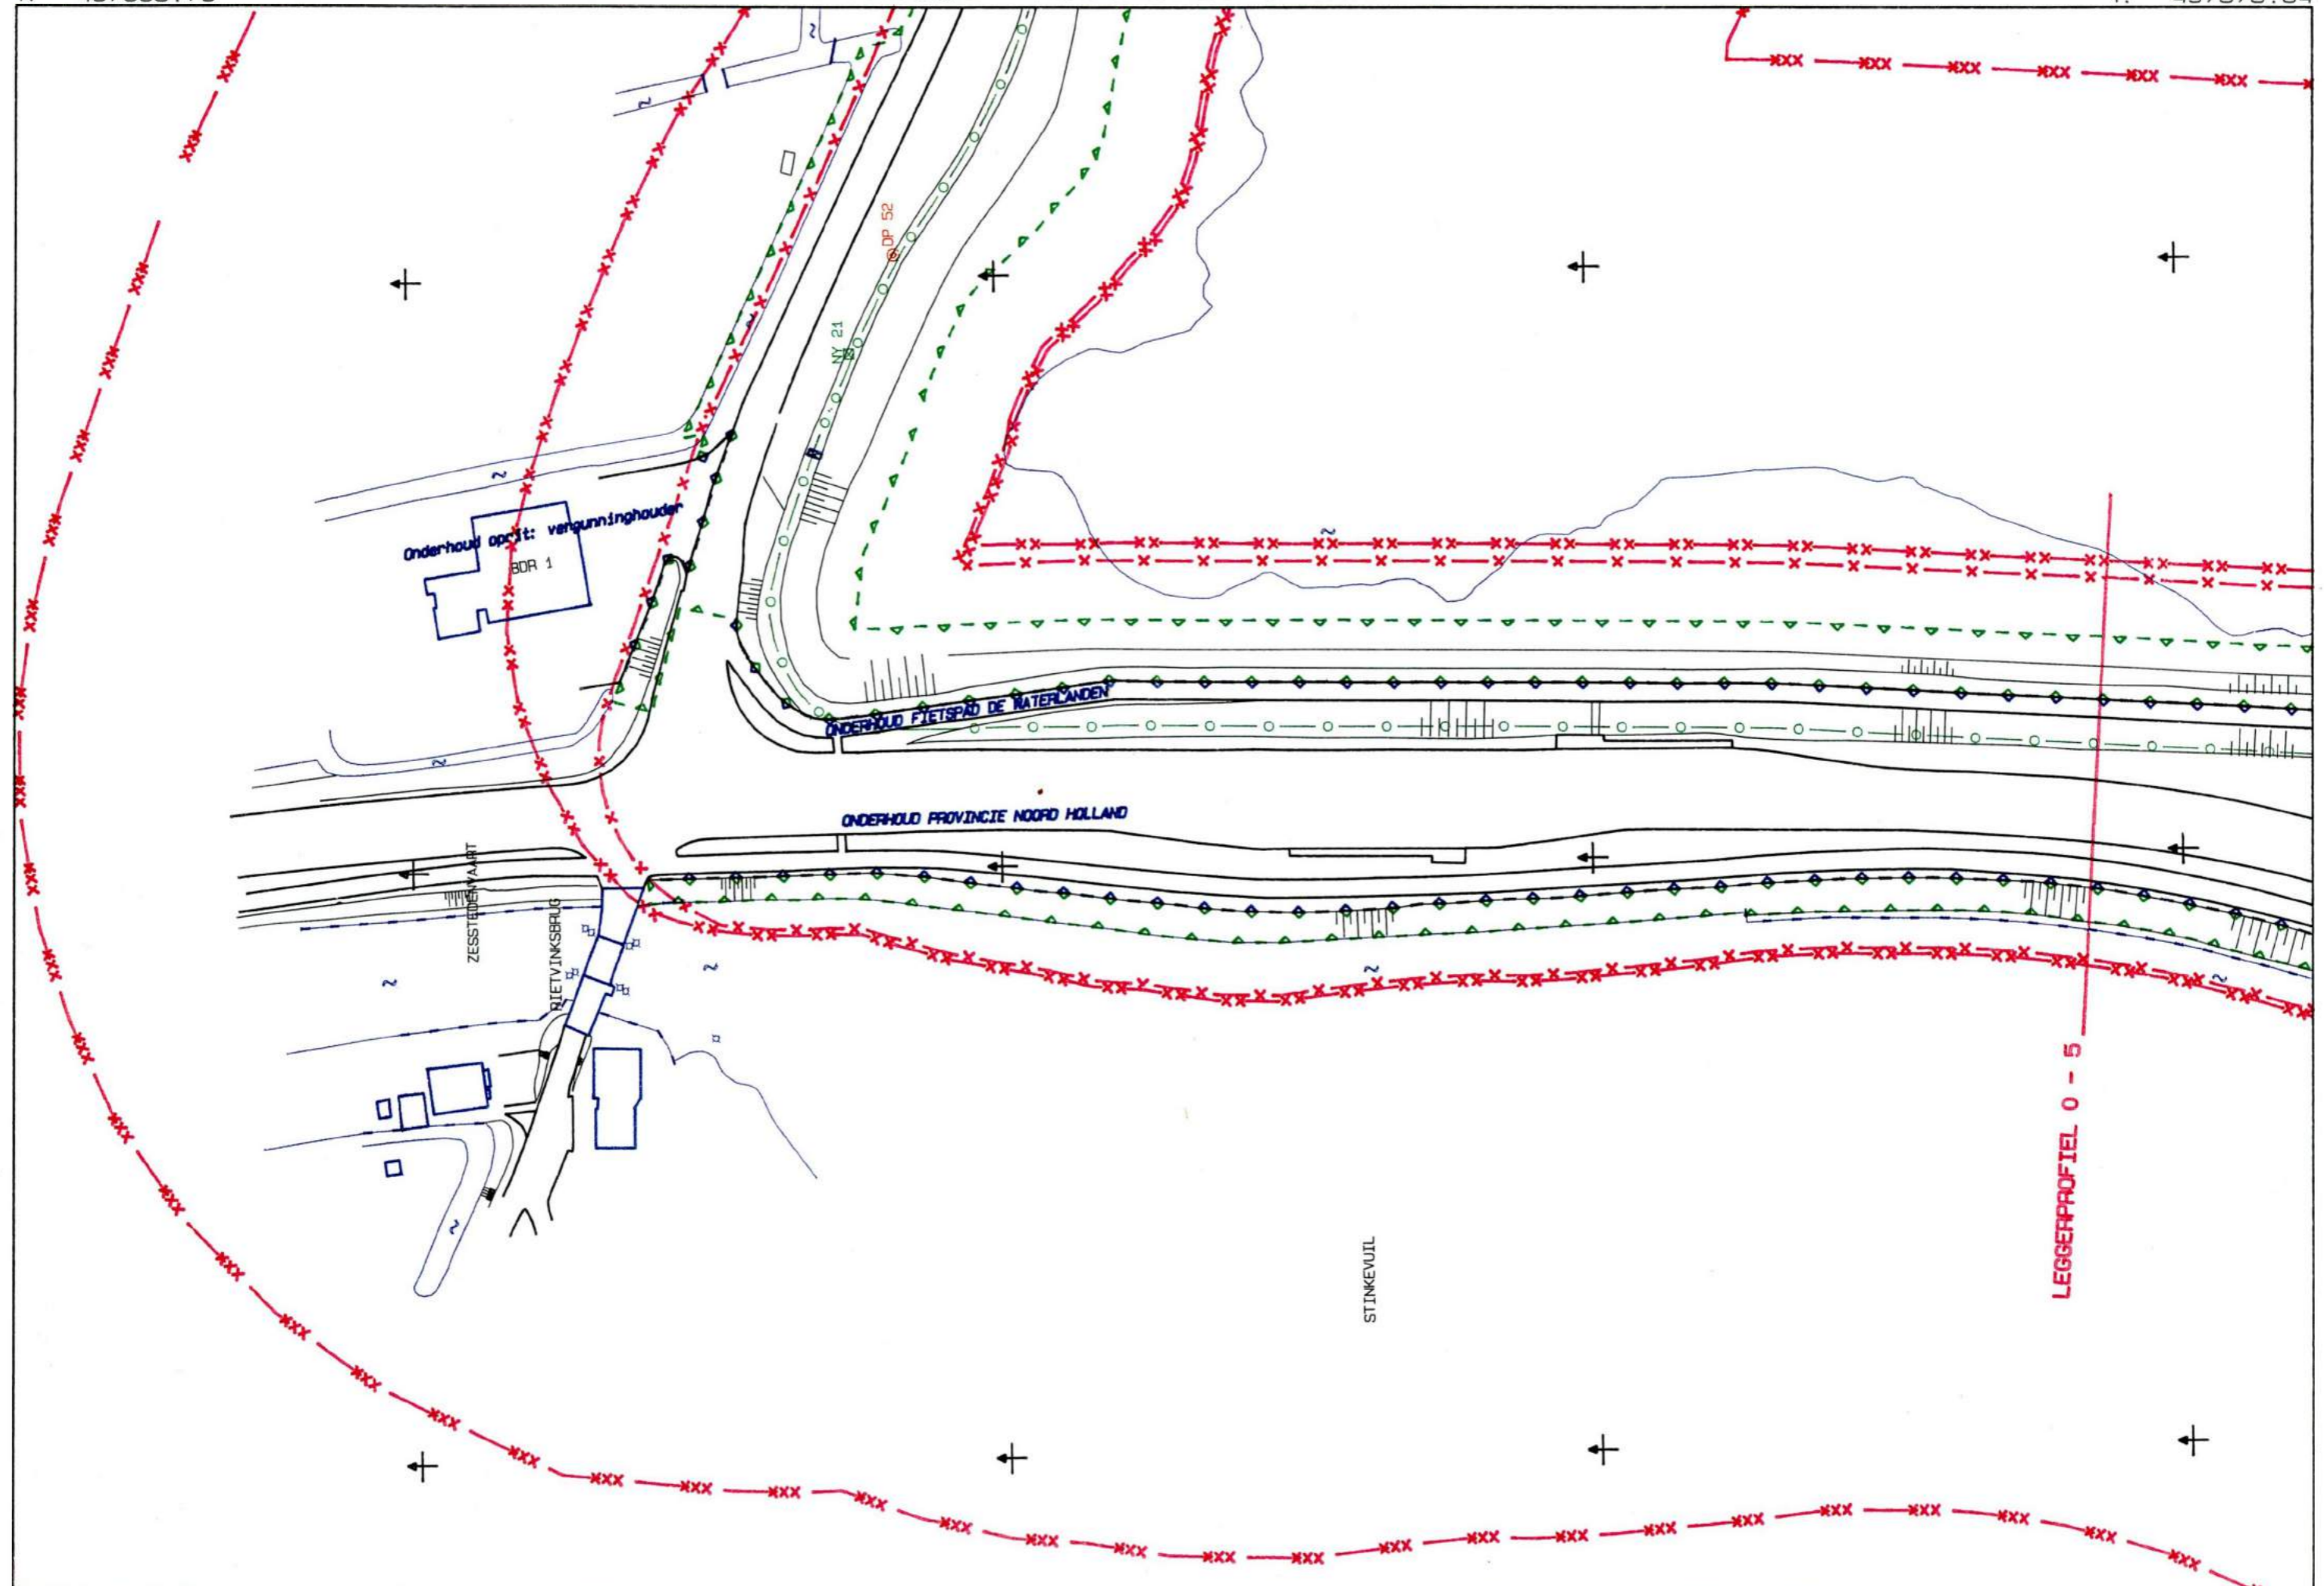 DP 52
NY 21
Onderhoud oprit: vergunninghouder
BDR 1
ONDERHOUD FIETSPAD DE WATERLANDEN
ONDERHOUD PROVINCIE NOORD HOLLAND
ZESSTEDENVAART
RIETVINKSBRUG
STINKEVUIL
LEGGERPROFIEL 0 - 5